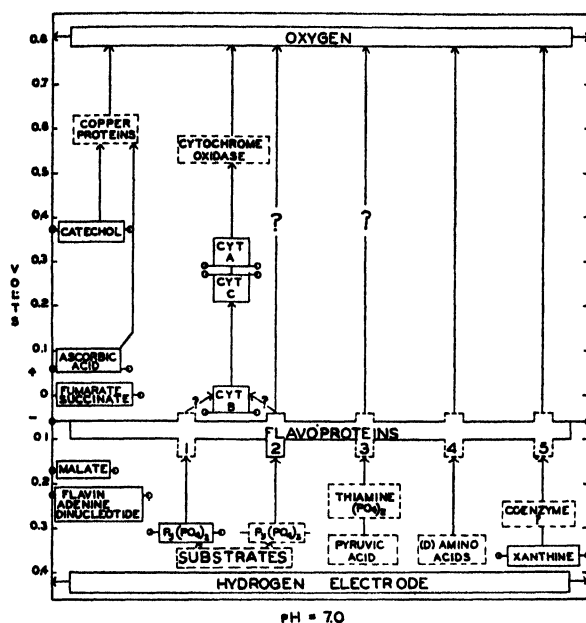 OXYGEN
0.8
0.7
COPPER
PROTEINS
0.6
CYTOCHROME
OXIDASE
0.5
0.4
CATECHOL
?
?
VOLTS
0.3
CYT
A
CYT
C
0.2
0.1
ASCORBIC
ACID
+
0
FUMARATE
SUCCINATE
?
CYT
B
?
-
FLAVOPROTEINS
0.1
1
2
3
4
5
MALATE
0.2
FLAVIN
ADENINE
DINUCLEOTIDE
THIAMINE
(PO4)2
COENZYME
0.3
P2(PO4)2
P3(PO4)3
SUBSTRATES
PYRUVIC
ACID
(D) AMINO
ACIDS
XANTHINE
0.4
HYDROGEN ELECTRODE
pH = 7.0